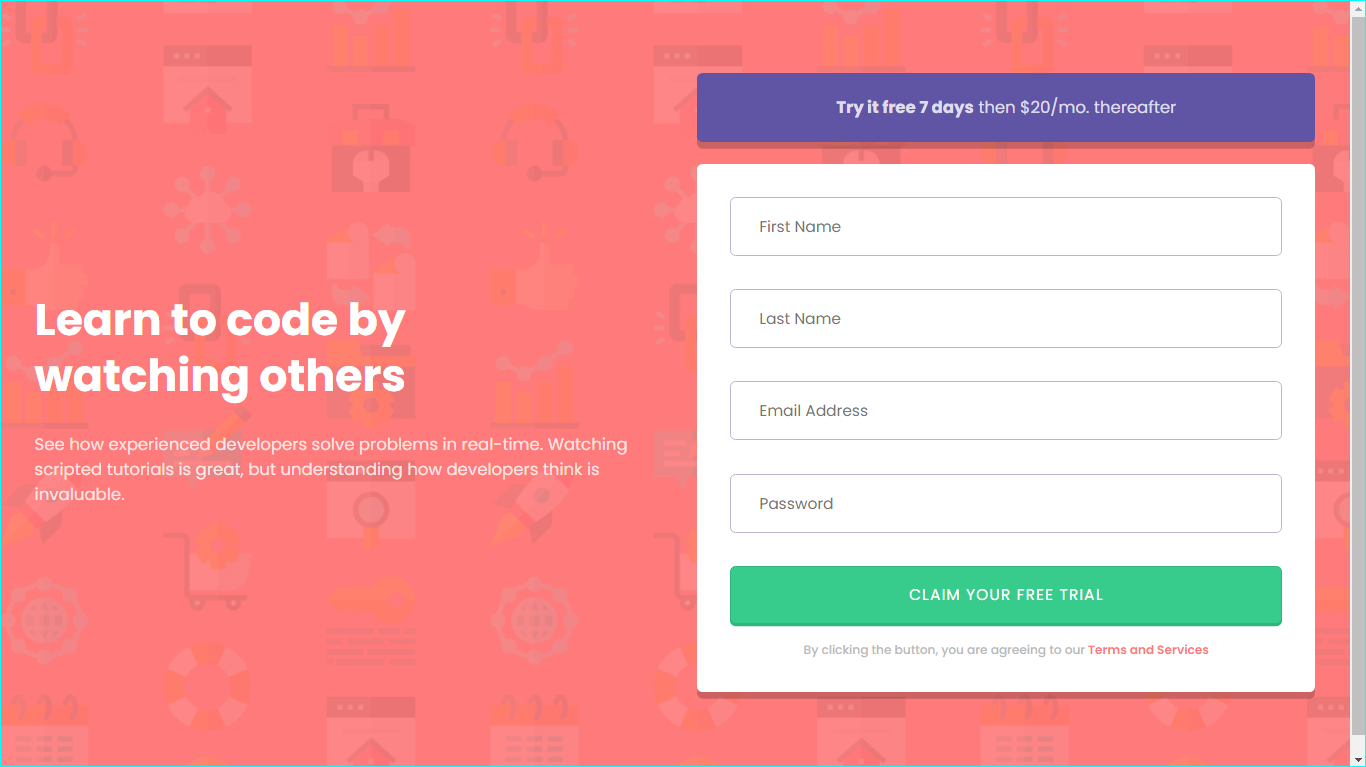 Learn to code by
watching others
See how experienced developers solve problems in real-time. Watching
scripted tutorials is great, but understanding how developers think is
invaluable.
Try it free 7 days then $20/mo. thereafter
First Name
Last Name
Email Address
Password
CLAIM YOUR FREE TRIAL
By clicking the button, you are agreeing to our Terms and Services